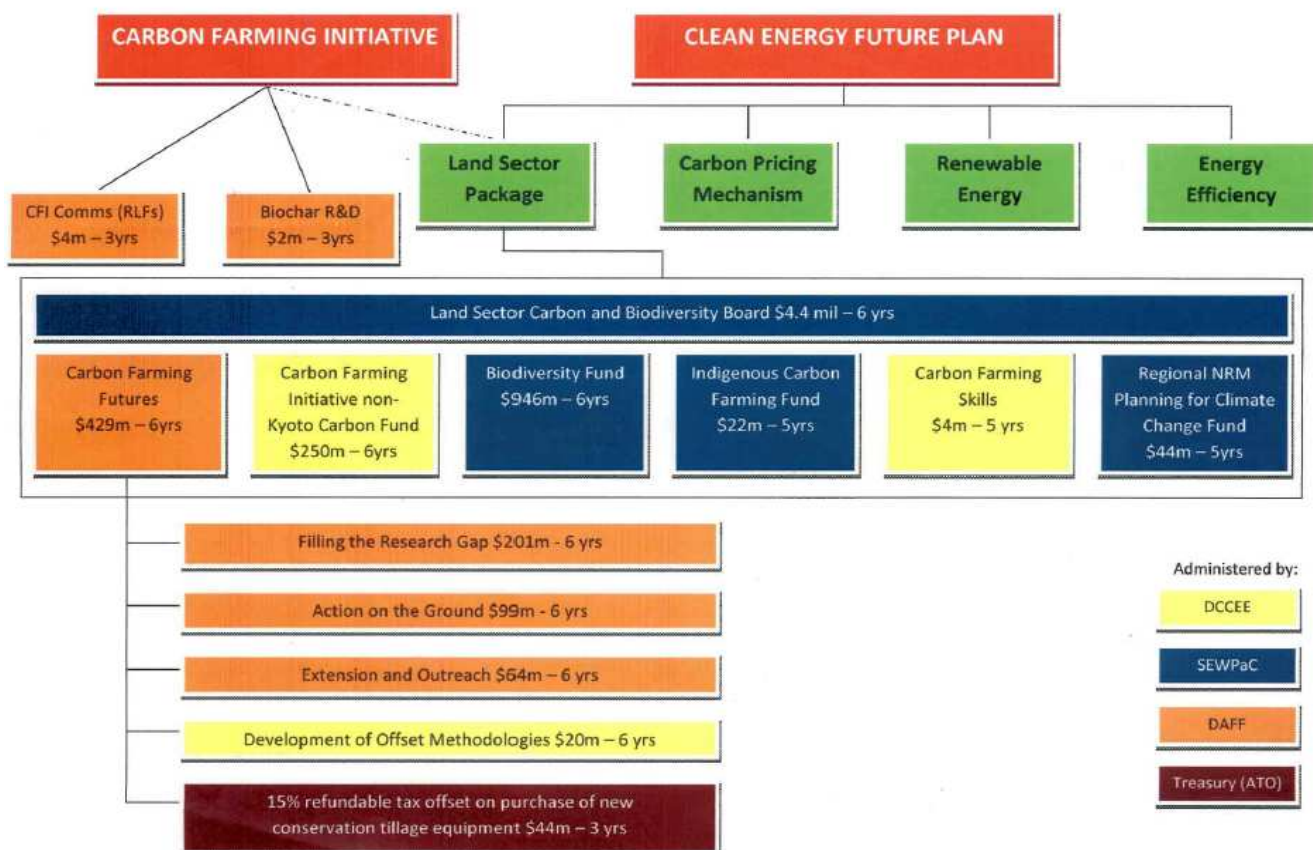 CARBON FARMING INITIATIVE
CLEAN ENERGY FUTURE PLAN
Land Sector
Package
Carbon Pricing
Mechanism
Renewable
Energy
Energy
Efficiency
CFI Comms (RLFs)
$4m – 3yrs
Biochar R&D
$2m – 3yrs
Land Sector Carbon and Biodiversity Board $4.4 mil – 6 yrs
Carbon Farming
Futures
$429m – 6yrs
Carbon Farming
Initiative non-
Kyoto Carbon Fund
$250m – 6yrs
Biodiversity Fund
$946m – 6yrs
Indigenous Carbon
Farming Fund
$22m – 5yrs
Carbon Farming
Skills
$4m – 5 yrs
Regional NRM
Planning for Climate
Change Fund
$44m – 5yrs
Filling the Research Gap $201m - 6 yrs
Action on the Ground $99m - 6 yrs
Extension and Outreach $64m – 6 yrs
Development of Offset Methodologies $20m – 6 yrs
15% refundable tax offset on purchase of new
conservation tillage equipment $44m – 3 yrs
Administered by:
DCCEE
SEWPaC
DAFF
Treasury (ATO)